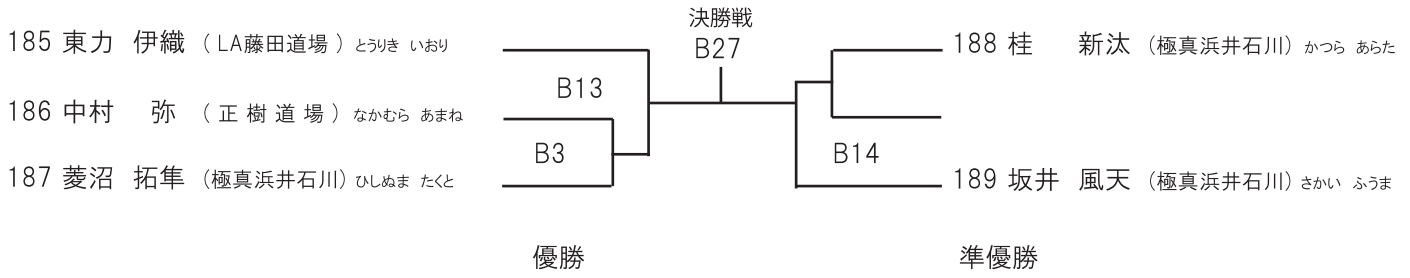 決勝戦
B27
185 東力 伊織 (LA藤田道場) とうりき いおり
B13
186 中村 弥 (正樹道場) なかむら あまね
B3
187 菱沼 拓隼 (極真浜井石川) ひしぬま たくと
188 桂 新汰 (極真浜井石川) かつら あらた
B14
189 坂井 風天 (極真浜井石川) さかい ふうま
優勝
準優勝